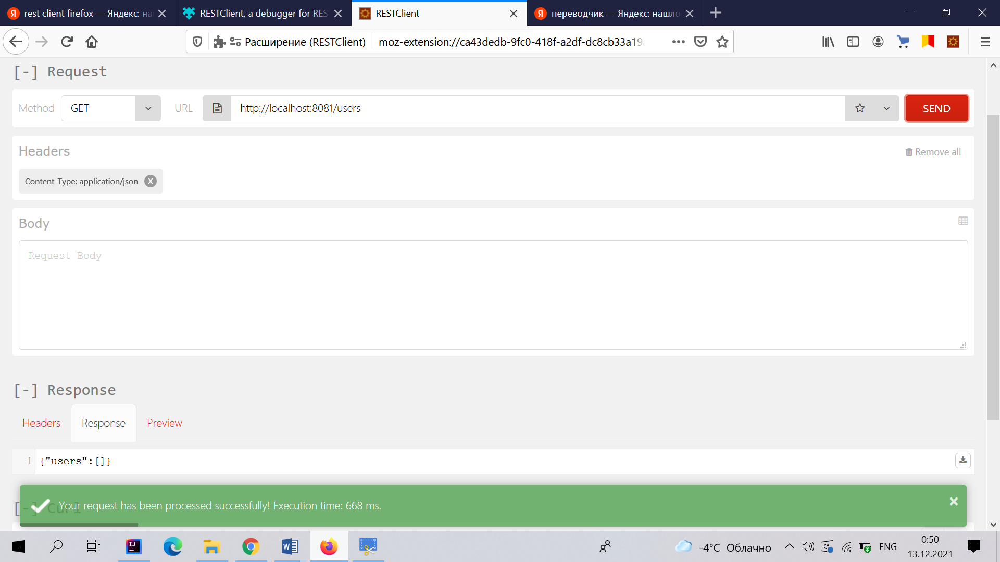 rest client firefox — Яндекс: на
RESTClient, a debugger for RES
RESTClient
переводчик — Яндекс: нашло
Расширение (RESTClient)
moz-extension://ca43dedb-9fc0-418f-a2df-dc8cb33a19
[-] Request
Method
GET
URL
http://localhost:8081/users
SEND
Headers
Remove all
Content-Type: application/json
X
Body
Request Body
[-] Response
Headers
Response
Preview
1
{"users":[]}
[-] Curl
Your request has been processed successfully! Execution time: 668 ms.
-4°C Облачно
ENG
0:50
13.12.2021